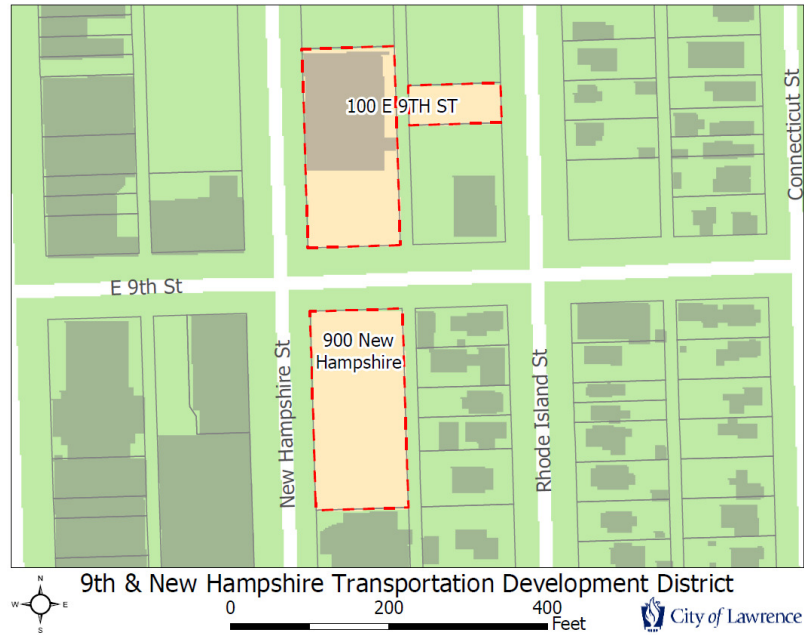 100 E 9TH ST
Connecticut St
E 9th St
900 New
Hampshire
New Hampshire St
Rhode Island St
9th & New Hampshire Transportation Development District
N
W E
S
0 200 400
Feet
City of Lawrence